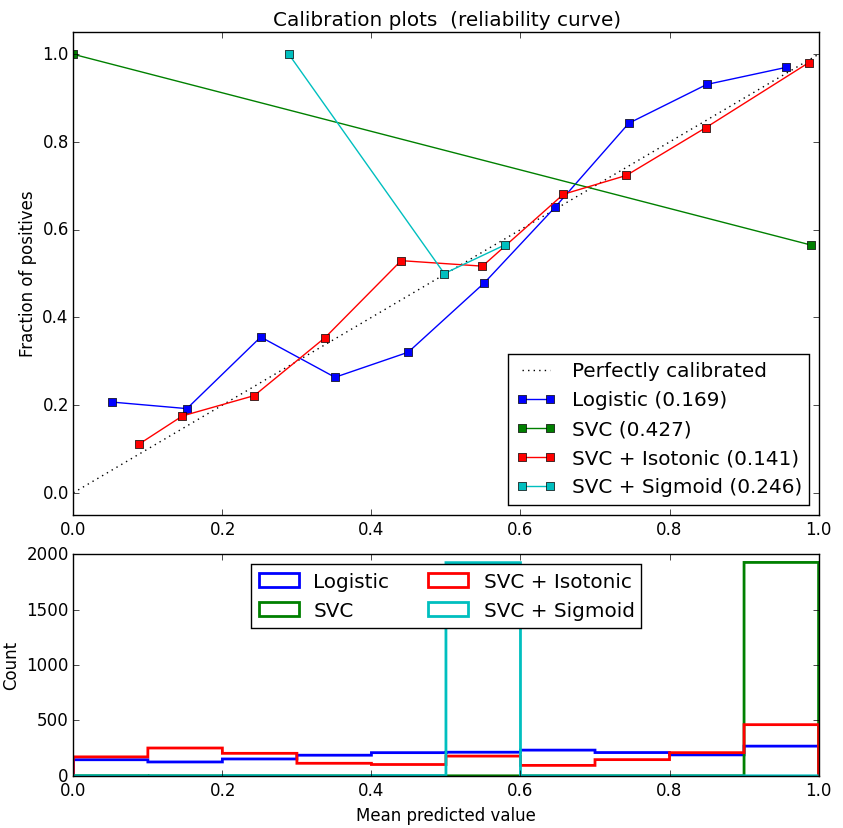 Calibration plots (reliability curve)
Fraction of positives
1.0
0.8
0.6
0.4
0.2
0.0
Perfectly calibrated
Logistic (0.169)
SVC (0.427)
SVC + Isotonic (0.141)
SVC + Sigmoid (0.246)
0.0 0.2 0.4 0.6 0.8 1.0
Count
2000
1500
1000
500
0
Logistic SVC + Isotonic
SVC SVC + Sigmoid
0.0 0.2 0.4 0.6 0.8 1.0
Mean predicted value